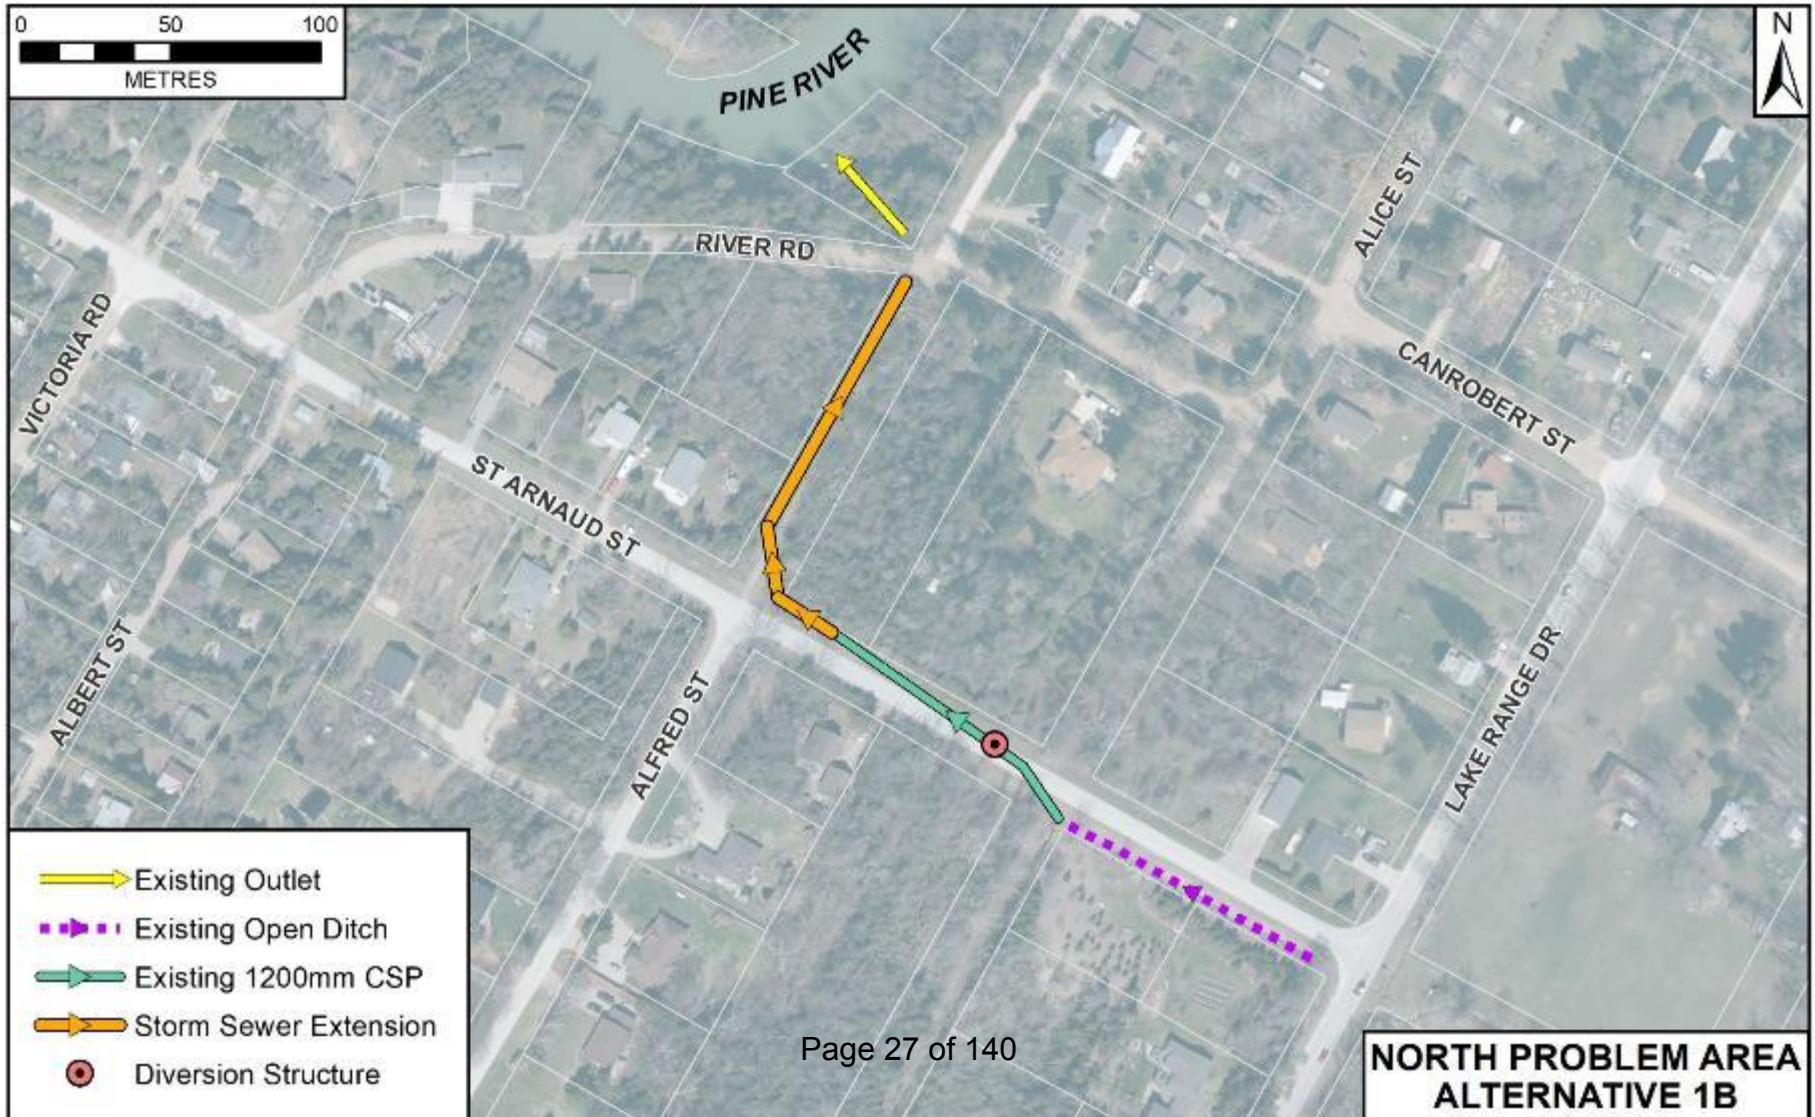 0 50 100
METRES
N
PINE RIVER
RIVER RD
ALICE ST
VICTORIA RD
CANROBERT ST
ST ARNAUD ST
ALBERT ST
ALFRED ST
LAKE RANGE DR
Existing Outlet
Existing Open Ditch
Existing 1200mm CSP
Storm Sewer Extension
Diversion Structure
Page 27 of 140
NORTH PROBLEM AREA
ALTERNATIVE 1B